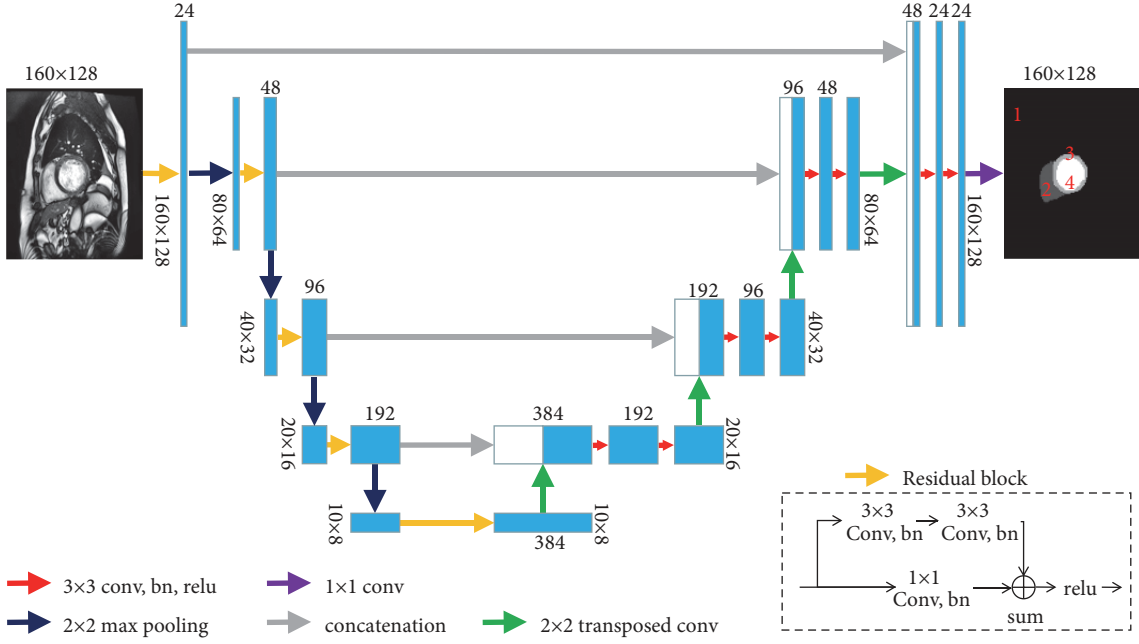 24
48 24 24
160×128
160×128
48
96 48
1
3
2
4
160×128
80×64
80×64
160×128
96
192 96
40×32
40×32
192
384
192
20×16
20×16
10×8
10×8
384
Residual block
3×3
3×3
Conv, bn
Conv, bn
1×1
Conv, bn
relu
sum
3×3 conv, bn, relu
1×1 conv
2×2 max pooling
concatenation
2×2 transposed conv